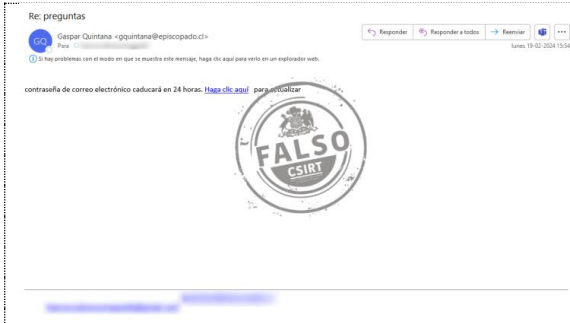 Re: preguntas
GQ
Gaspar Quintana <gquintana@episcopado.cl>
Para
Responder
Responder a todos
Reenviar
lunes 19-02-2024 15:54
Si hay problemas con el modo en que se muestra este mensaje, haga clic aquí para verlo en un explorador web.
contraseña de correo electrónico caducará en 24 horas. Haga clic aquí para actualizar
FALSO
CSIRT